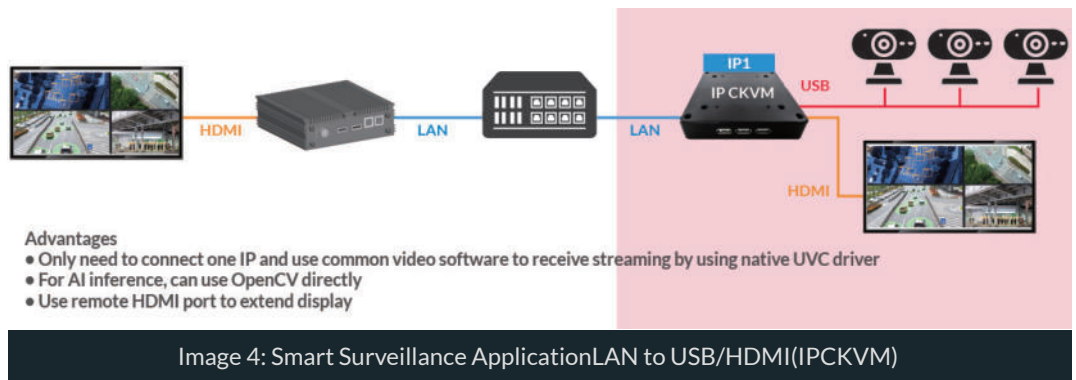 IP1
IP CKVM
USB
HDMI
LAN
LAN
HDMI
Advantages
• Only need to connect one IP and use common video software to receive streaming by using native UVC driver
• For AI inference, can use OpenCV directly
• Use remote HDMI port to extend display
Image 4: Smart Surveillance ApplicationLAN to USB/HDMI(IPCKVM)